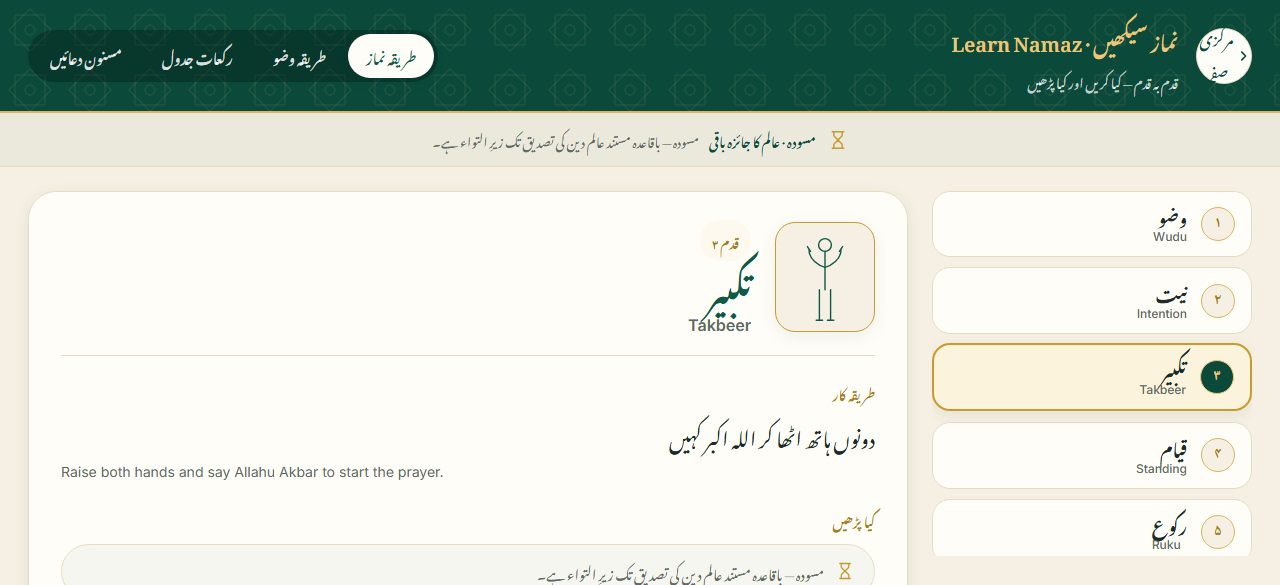 مرکزی
صفـ
نماز سیکھیں · Learn Namaz
قدم بہ قدم — کیا کریں اور کیا پڑھیں
طریقہ نماز
طریقہ وضو
رکعات جدول
مسنون دعائیں
مسودہ · عالم کا جائزہ باقی
مسودہ — باقاعدہ مستند عالم دین کی تصدیق تک زیرِ التواء ہے۔
۱
وضو
Wudu
۲
نیت
Intention
۳
تکبیر
Takbeer
۴
قیام
Standing
۵
رکوع
Ruku
قدم ۳
تکبیر
Takbeer
طریقہ کار
دونوں ہاتھ اٹھا کر اللہ اکبر کہیں
Raise both hands and say Allahu Akbar to start the prayer.
کیا پڑھیں
مسودہ — باقاعدہ مستند عالم دین کی تصدیق تک زیرِ التواء ہے۔